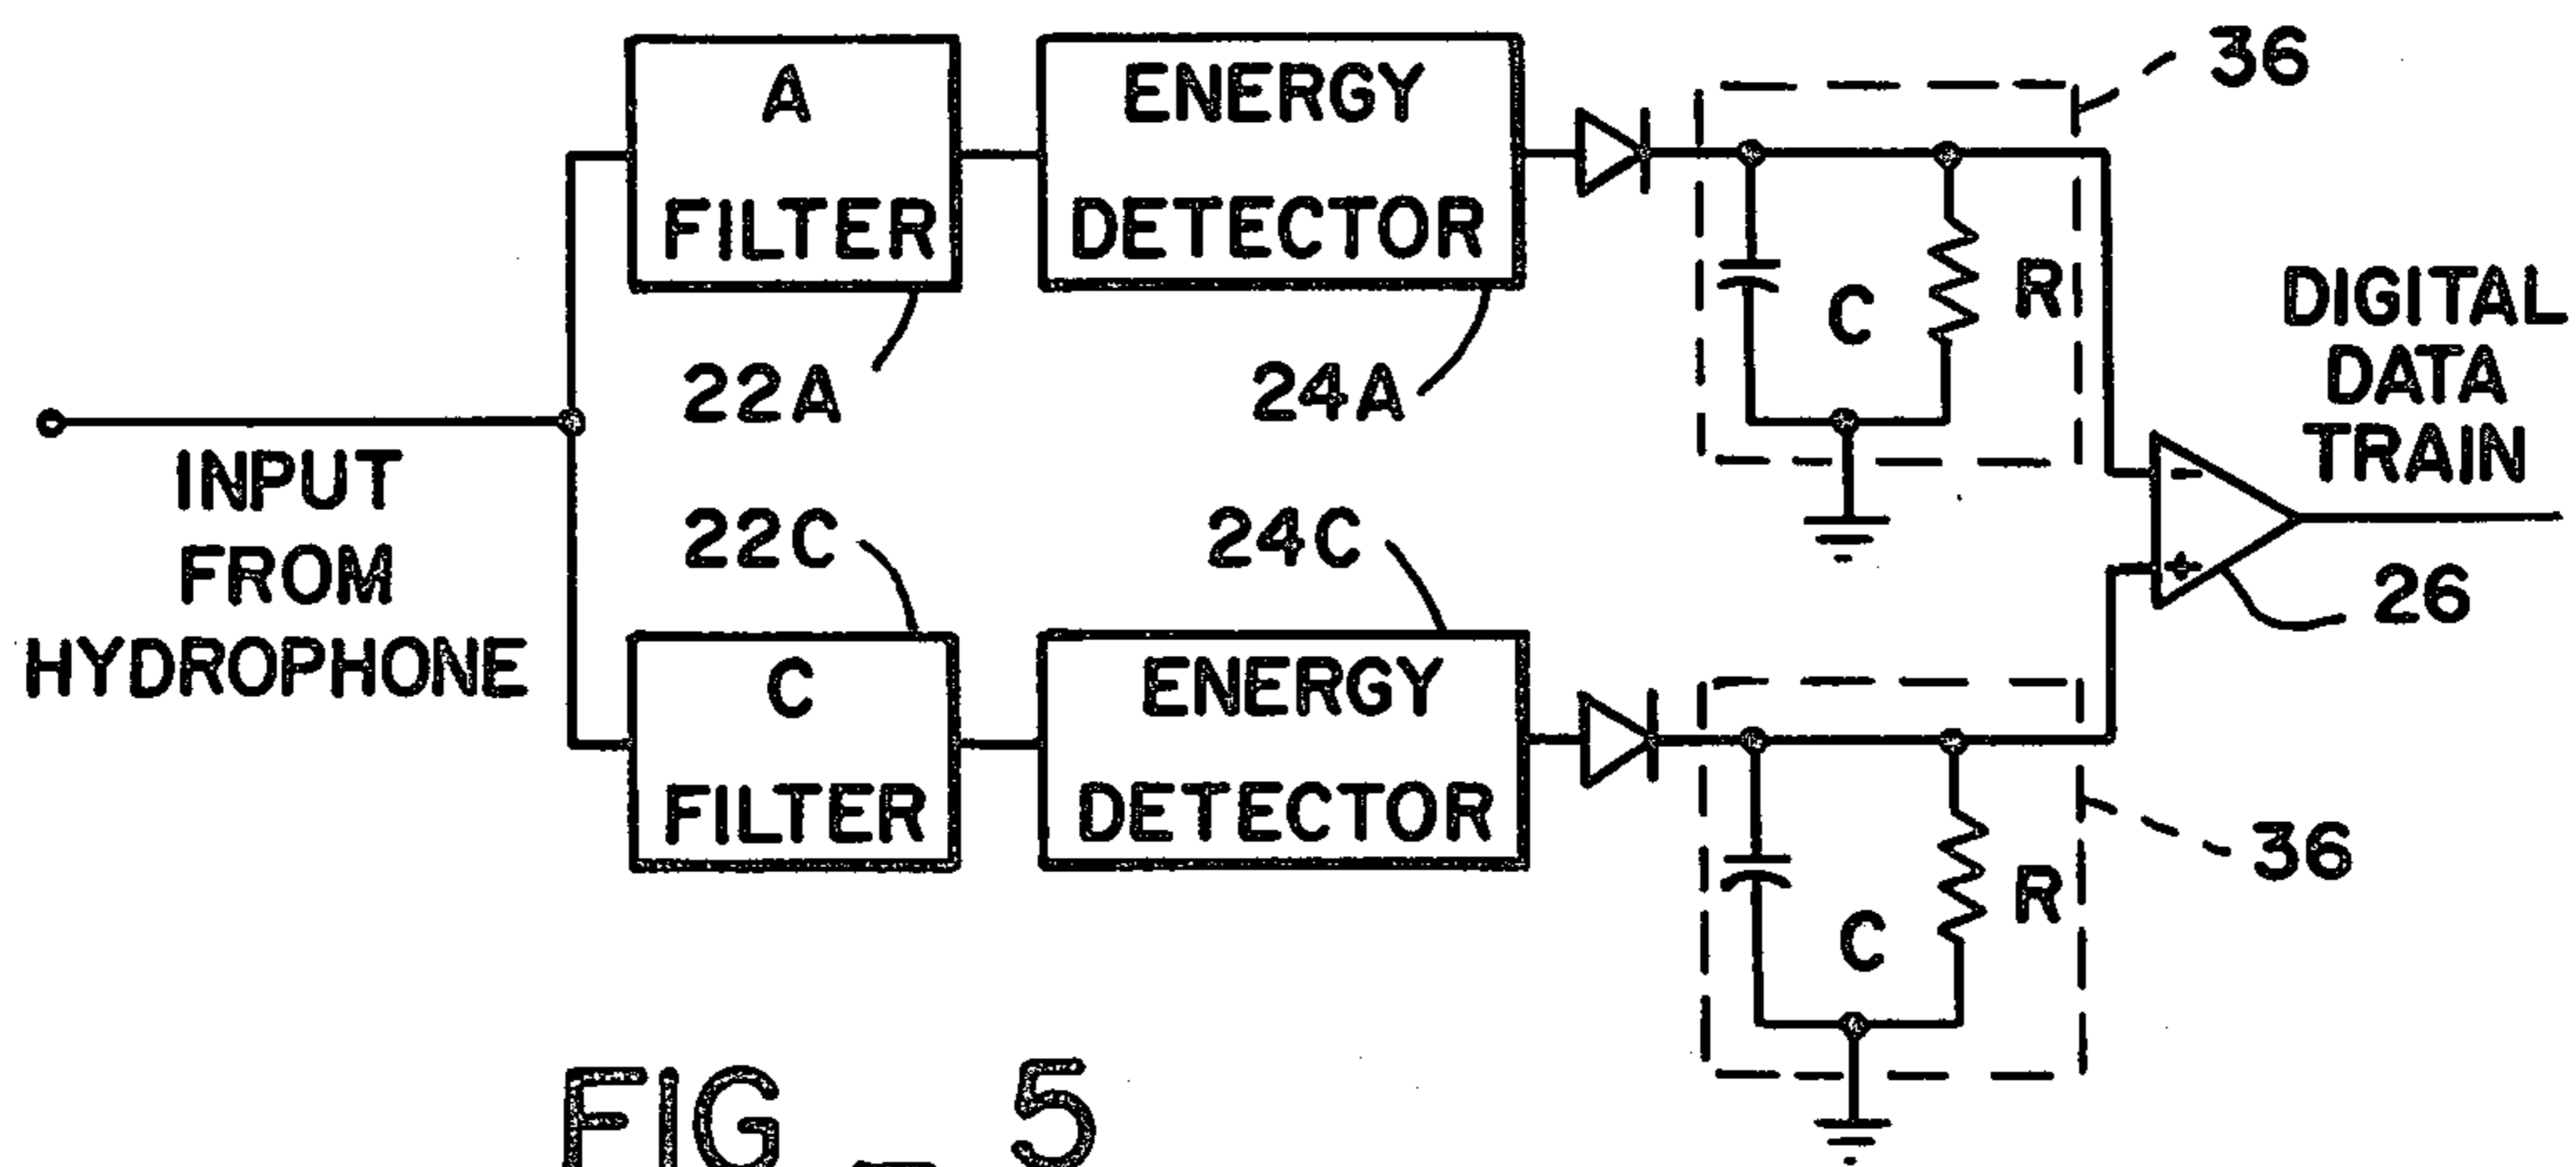 A
FILTER
ENERGY
DETECTOR
36
22A
24A
C
R
DIGITAL
DATA
TRAIN
INPUT
FROM
HYDROPHONE
22C
24C
-
+
26
C
FILTER
ENERGY
DETECTOR
C
R
36
FIG _ 5